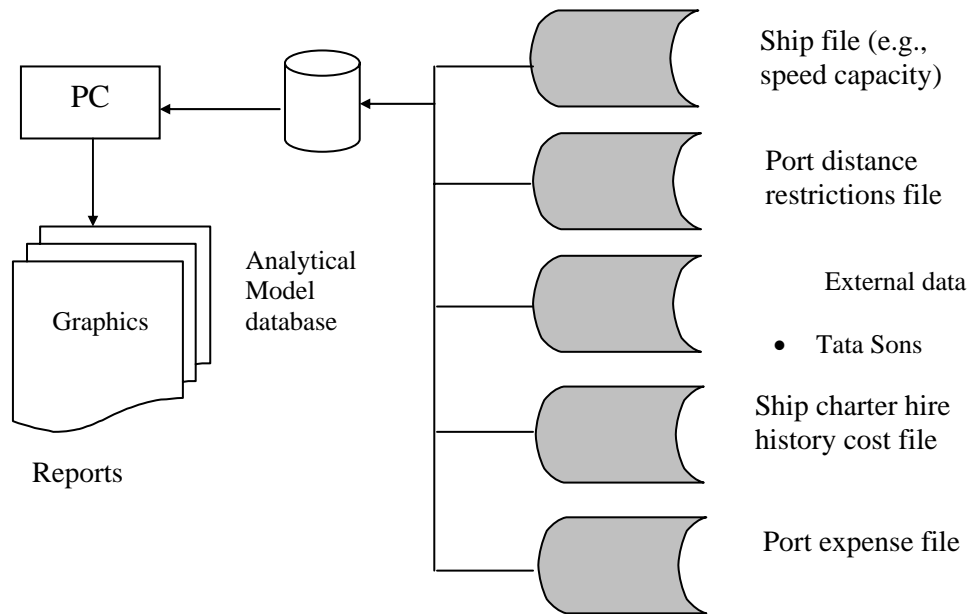 PC
Graphics
Reports
Analytical
Model
database
Ship file (e.g.,
speed capacity)
Port distance
restrictions file
External data
• Tata Sons
Ship charter hire
history cost file
Port expense file